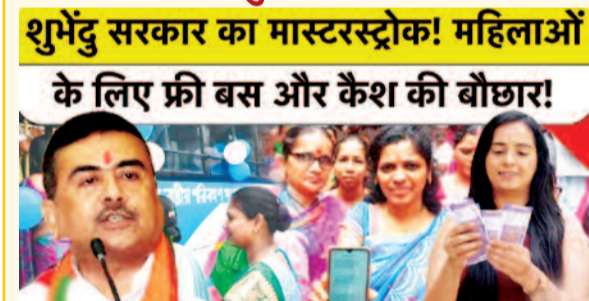 शुभेंदु सरकार का मास्टरस्ट्रोक! महिलाओं
के लिए फ्री बस और कैश की बौछार!